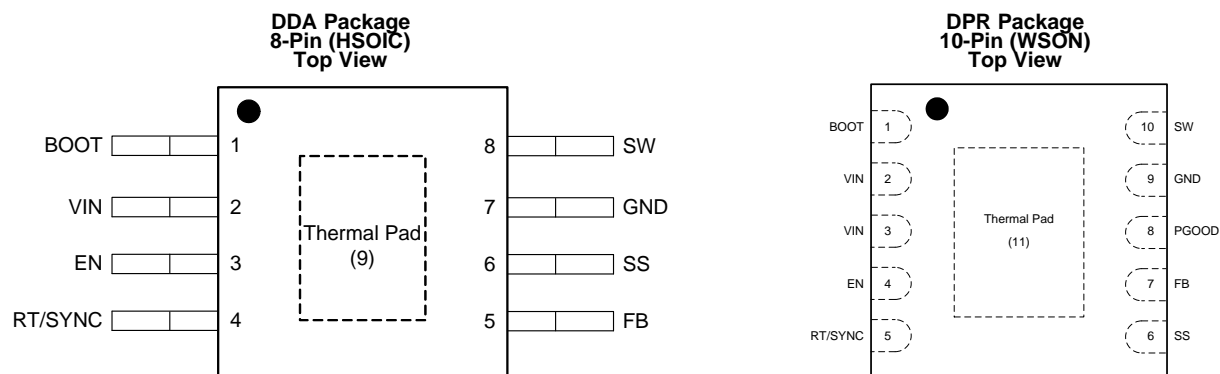 DDA Package
8-Pin (HSOIC)
Top View
BOOT 1 8 SW
VIN 2 7 GND
Thermal Pad
(9)
EN 3 6 SS
RT/SYNC 4 5 FB
DPR Package
10-Pin (WSON)
Top View
BOOT 1 10 SW
VIN 2 9 GND
Thermal Pad
(11)
VIN 3 8 PGOOD
EN 4 7 FB
RT/SYNC 5 6 SS